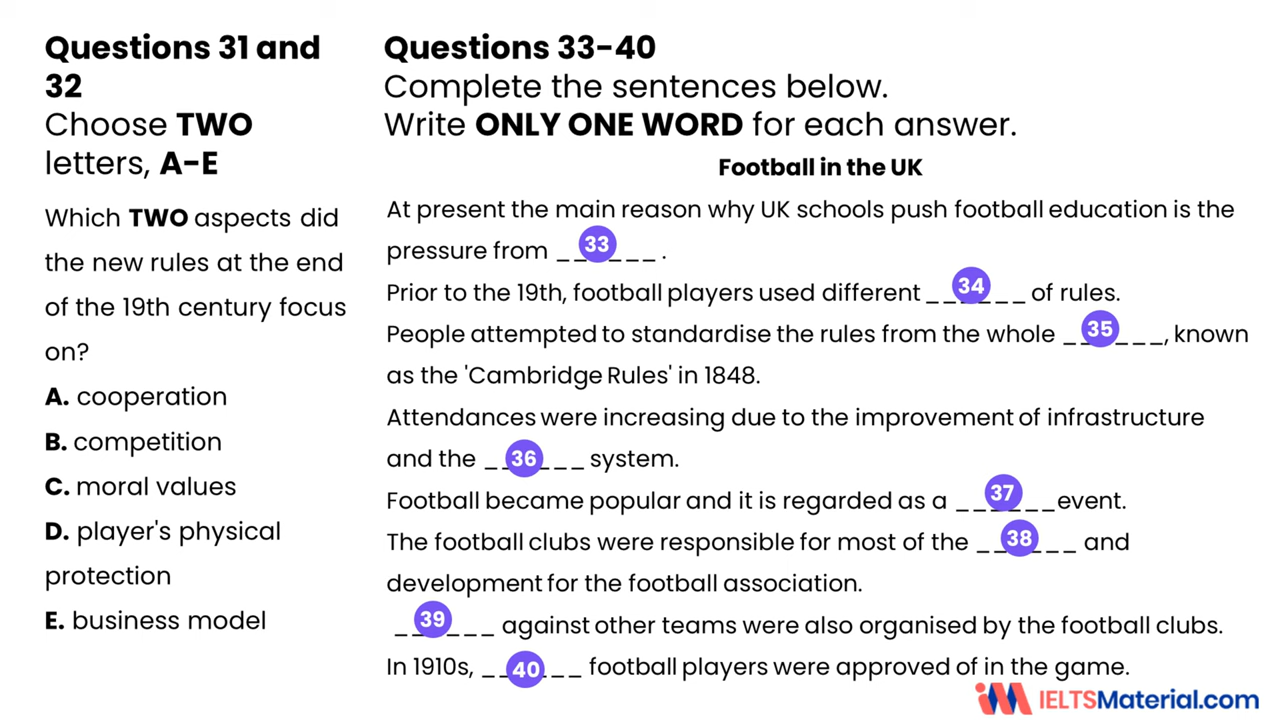 Questions 31 and
32
Choose TWO
letters, A–E
Which TWO aspects did
the new rules at the end
of the 19th century focus
on?
A. cooperation
B. competition
C. moral values
D. player's physical
protection
E. business model
Questions 33–40
Complete the sentences below.
Write ONLY ONE WORD for each answer.
Football in the UK
At present the main reason why UK schools push football education is the
pressure from _ _ 33 _ _ _ .
Prior to the 19th, football players used different _ _ 34 _ _ of rules.
People attempted to standardise the rules from the whole _ _ 35 _ _ _, known
as the 'Cambridge Rules' in 1848.
Attendances were increasing due to the improvement of infrastructure
and the _ _ 36 _ _ system.
Football became popular and it is regarded as a _ _ 37 _ _ event.
The football clubs were responsible for most of the _ _ 38 _ _ and
development for the football association.
_ _ 39 _ _ _ against other teams were also organised by the football clubs.
In 1910s, _ _ 40 _ _ football players were approved of in the game.
IELTSMaterial.com